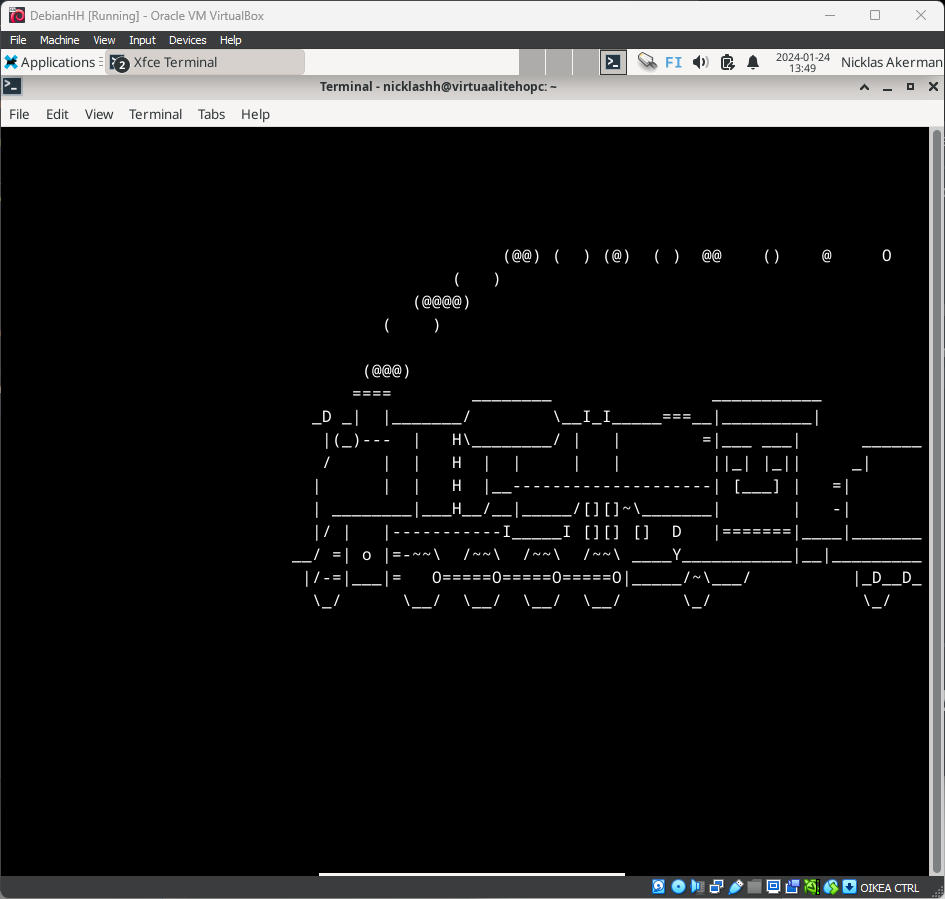 DebianHH [Running] - Oracle VM VirtualBox
File Machine View Input Devices Help
Applications 2 Xfce Terminal FI 2024-01-24 13:49 Nicklas Akerman
Terminal - nicklashh@virtuaalitehopc: ~
File Edit View Terminal Tabs Help
                                                  (@@) (  ) (@)  ( )  @@    ()    @     O
                                             (   )
                                         (@@@@)
                                      (    )

                                    (@@@)
                                   ====        ________                ___________
                               _D _|  |_______/        \__I_I_____===__|_________|
                                |(_)---  |   H\________/ |   |        =|___ ___|      ______
                                /     |  |   H  |  |     |   |         ||_| |_||     _|
                               |      |  |   H  |__--------------------| [___] |   =|
                               | ________|___H__/__|_____/[][]~\_______|       |   -|
                               |/ |   |-----------I_____I [][] []  D   |=======|____|_______
                             __/ =| o |=-~~\  /~~\  /~~\  /~~\ ____Y___________|__|_________
                              |/-=|___|=   O=====O=====O=====O|_____/~\___/          |_D__D_
                               \_/      \__/  \__/  \__/  \__/      \_/               \_/
OIKEA CTRL